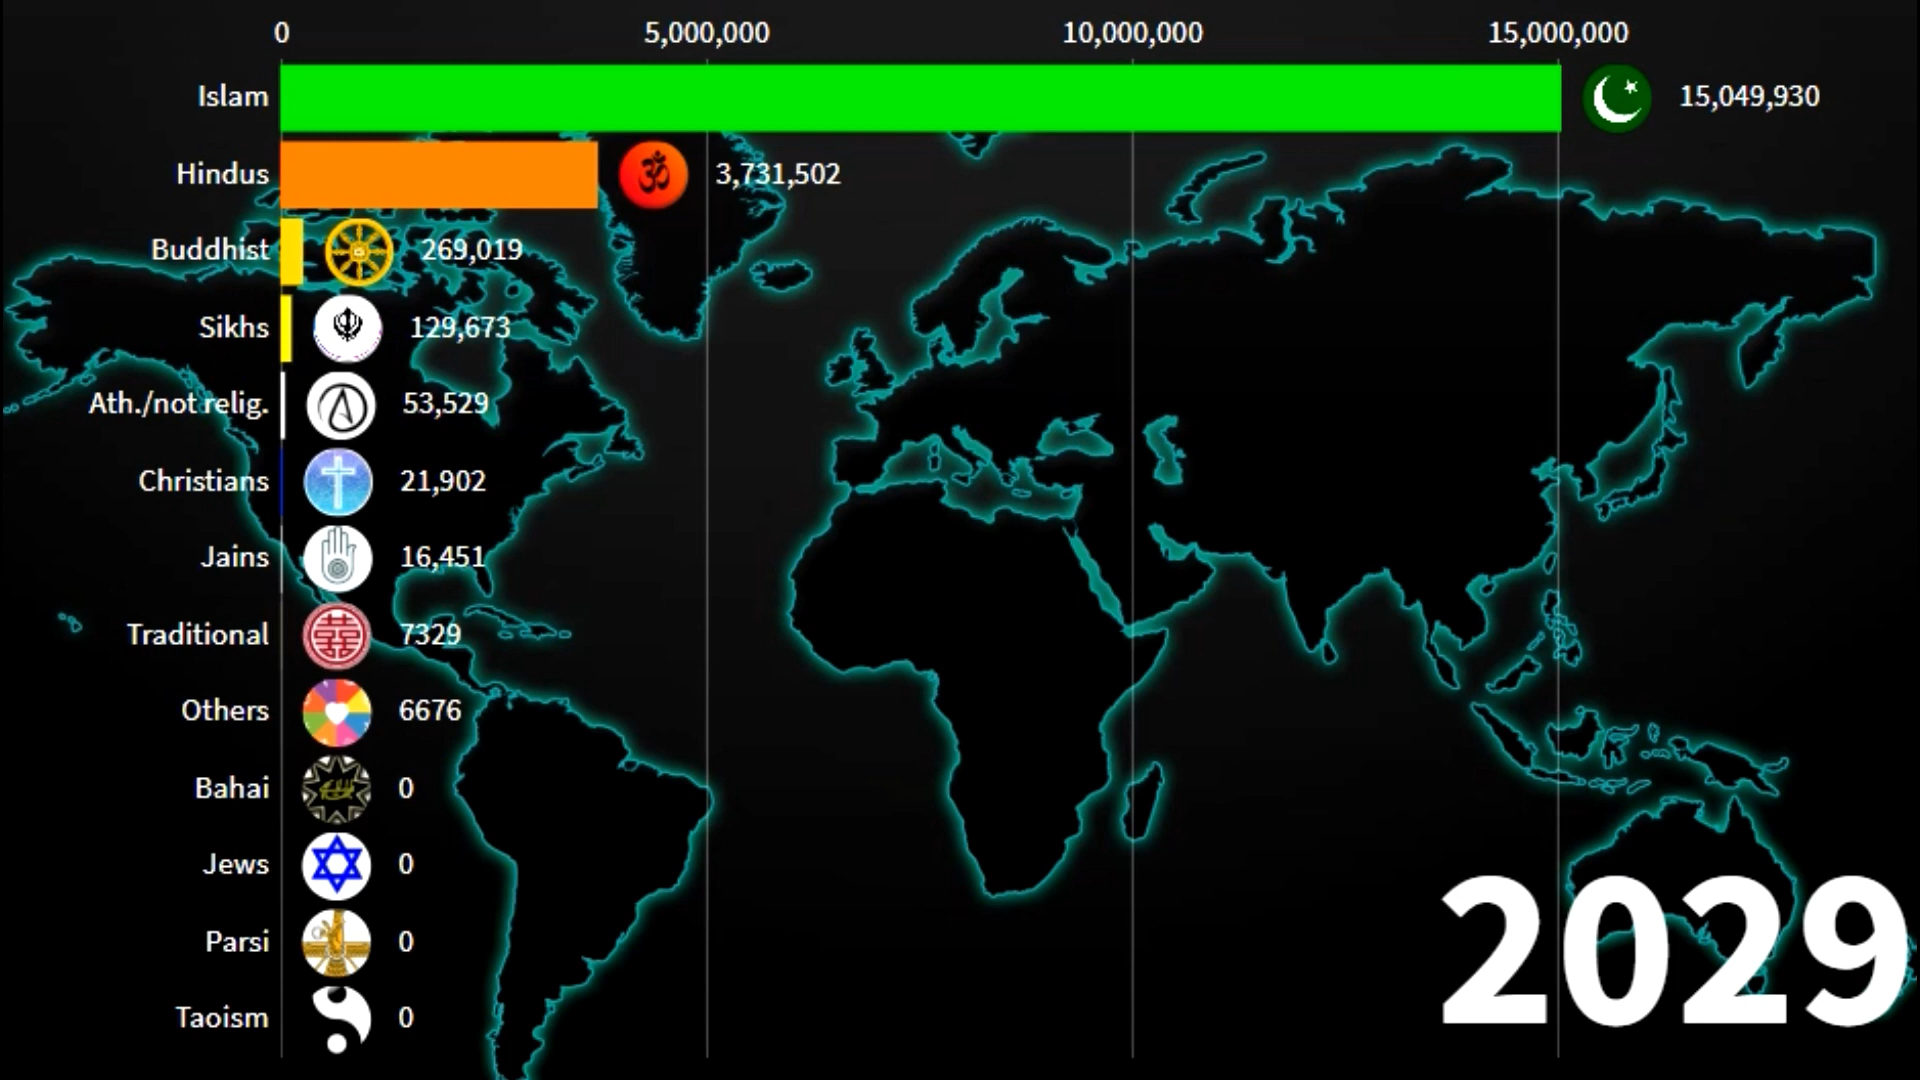 0 5,000,000 10,000,000 15,000,000
Islam 15,049,930
Hindus ॐ 3,731,502
Buddhist 269,019
Sikhs 129,673
Ath./not relig. 53,529
Christians 21,902
Jains 16,451
Traditional 7329
Others 6676
Bahai 0
Jews 0
Parsi 0
Taoism 0
2029